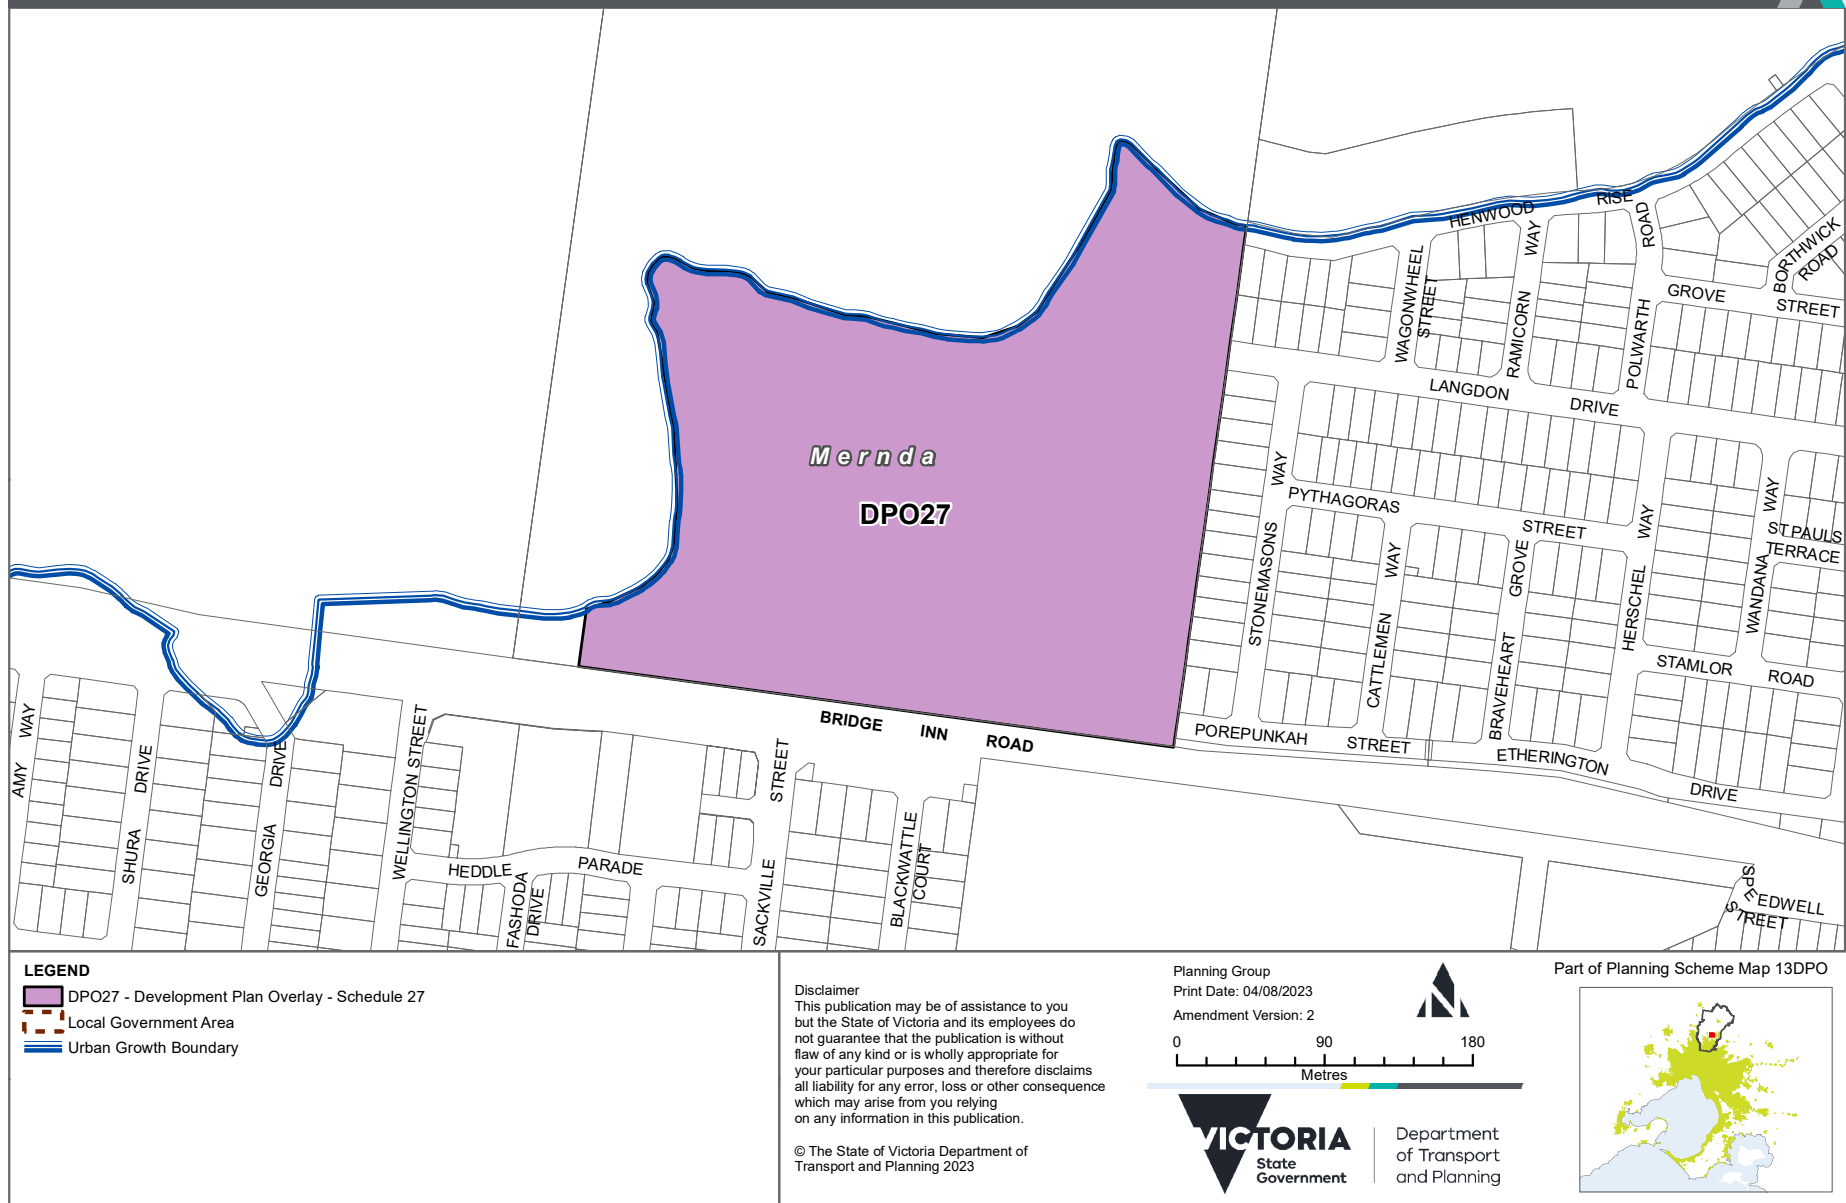 HENWOOD
RISE
ROAD
WAY
BORTHWICK
ROAD
WAGONWHEEL
STREET
RAMICORN
POLWARTH
GROVE
STREET
LANGDON
DRIVE
Mernda
DPO27
WAY
PYTHAGORAS
STREET
STONEMASONS
WAY
CATTLEMEN
GROVE
BRAVEHEART
WAY
HERSCHEL
WAY
WANDANA
ST PAULS
TERRACE
STAMLOR
ROAD
POREPUNKAH
STREET
ETHERINGTON
DRIVE
BRIDGE
INN
ROAD
WAY
AMY
DRIVE
SHURA
DRIVE
GEORGIA
WELLINGTON STREET
HEDDLE
PARADE
FASHODA
DRIVE
STREET
SACKVILLE
BLACKWATTLE
COURT
SPEEDWELL
STREET
LEGEND
DPO27 - Development Plan Overlay - Schedule 27
Local Government Area
Urban Growth Boundary
Disclaimer
This publication may be of assistance to you
but the State of Victoria and its employees do
not guarantee that the publication is without
flaw of any kind or is wholly appropriate for
your particular purposes and therefore disclaims
all liability for any error, loss or other consequence
which may arise from you relying
on any information in this publication.
© The State of Victoria Department of
Transport and Planning 2023
Planning Group
Print Date: 04/08/2023
Amendment Version: 2
0 90 180
Metres
VICTORIA
State
Government
Department
of Transport
and Planning
Part of Planning Scheme Map 13DPO